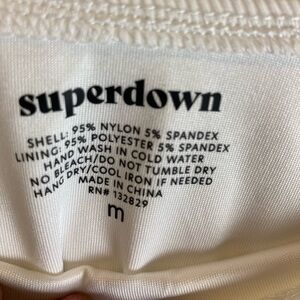 superdown
SHELL: 95% NYLON 5% SPANDEX
LINING: 95% POLYESTER 5% SPANDEX
HAND WASH IN COLD WATER
NO BLEACH/DO NOT TUMBLE DRY
HANG DRY/COOL IRON IF NEEDED
MADE IN CHINA
RN# 132829
m